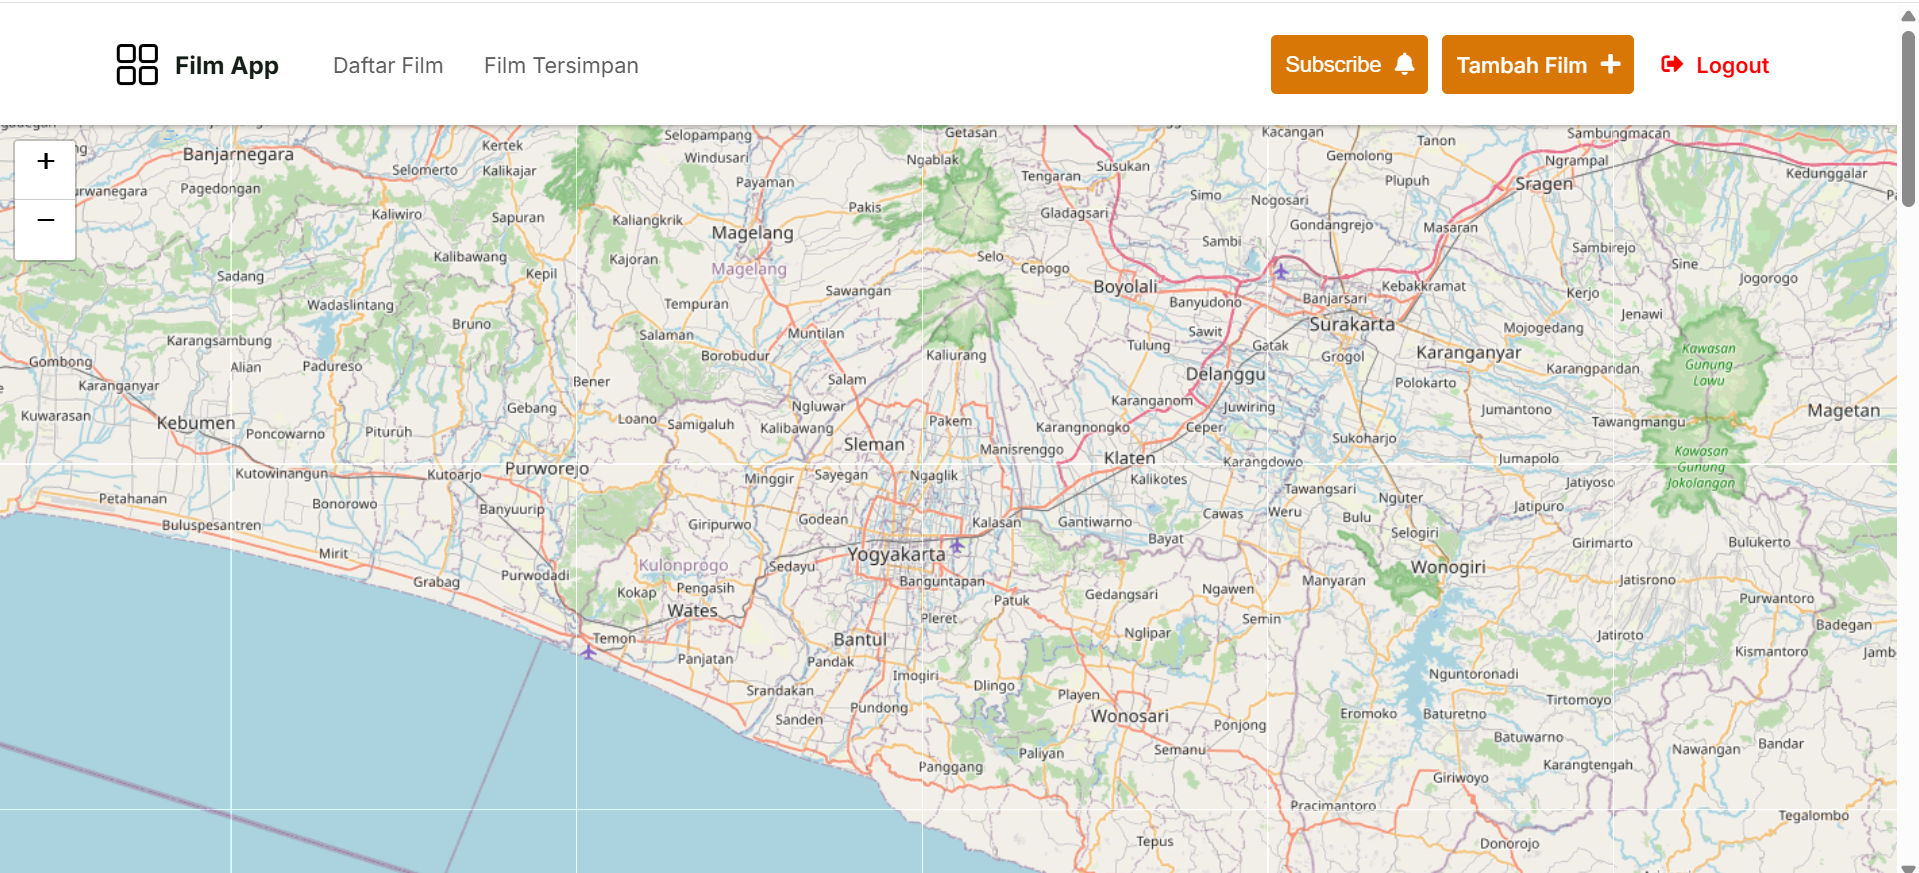 Film App
Daftar Film
Film Tersimpan
Subscribe
Tambah Film
Logout
+
−
Selopampang
Getasan
Kacangan
Sambungmacan
Banjarnegara
Kertek
Windusari
Ngablak
Susukan
Gemolong
Tanon
Ngrampal
Selomerto
Kalikajar
Payaman
Tengaran
Plupuh
Sragen
Kedunggalar
Pagedongan
Simo
Nogosari
Kaliwiro
Sapuran
Kaliangkrik
Pakis
Gladagsari
Gondangrejo
Masaran
Magelang
Sambi
Sambirejo
Kalibawang
Kajoran
Magelang
Selo
Cepogo
Sine
Jogorogo
Sadang
Kepil
Boyolali
Kebakkramat
Kerjo
Wadaslintang
Tempuran
Sawangan
Banyudono
Banjarsari
Jenawi
Bruno
Salaman
Muntilan
Sawit
Surakarta
Mojogedang
Karangsambung
Borobudur
Kaliurang
Tulung
Gatak
Grogol
Karanganyar
Kawasan
Gunung
Lawu
Gombong
Alian
Padureso
Bener
Salam
Delanggu
Polokarto
Karangpandan
Karanganyar
Ngluwar
Karanganom
Juwiring
Jumantono
Magetan
Kuwarasan
Kebumen
Gebang
Loano
Samigaluh
Kalibawang
Pakem
Karangnongko
Ceper
Tawangmangu
Poncowarno
Pituruh
Sleman
Manisrenggo
Sukoharjo
Kawasan
Gunung
Jokolangan
Kutowinangun
Kutoarjo
Purworejo
Minggir
Sayegan
Ngaglik
Klaten
Karangdowo
Jumapolo
Petahanan
Bonorowo
Banyuurip
Kalikotes
Tawangsari
Nguter
Jatiyoso
Buluspesantren
Giripurwo
Godean
Kalasan
Gantiwarno
Cawas
Weru
Bulu
Jatipuro
Mirit
Yogyakarta
Bayat
Selogiri
Girimarto
Bulukerto
Grabag
Purwodadi
Kulonprogo
Sedayu
Banguntapan
Wonogiri
Kokap
Pengasih
Gedangsari
Ngawen
Manyaran
Jatisrono
Wates
Patuk
Purwantoro
Temon
Bantul
Pleret
Nglipar
Semin
Jatiroto
Badegan
Panjatan
Pandak
Imogiri
Kismantoro
Jamb
Srandakan
Dlingo
Playen
Nguntoronadi
Sanden
Pundong
Wonosari
Ponjong
Eromoko
Baturetno
Tirtomoyo
Paliyan
Semanu
Batuwarno
Nawangan
Bandar
Panggang
Giriwoyo
Karangtengah
Pracimantoro
Tegalombo
Tepus
Donorojo